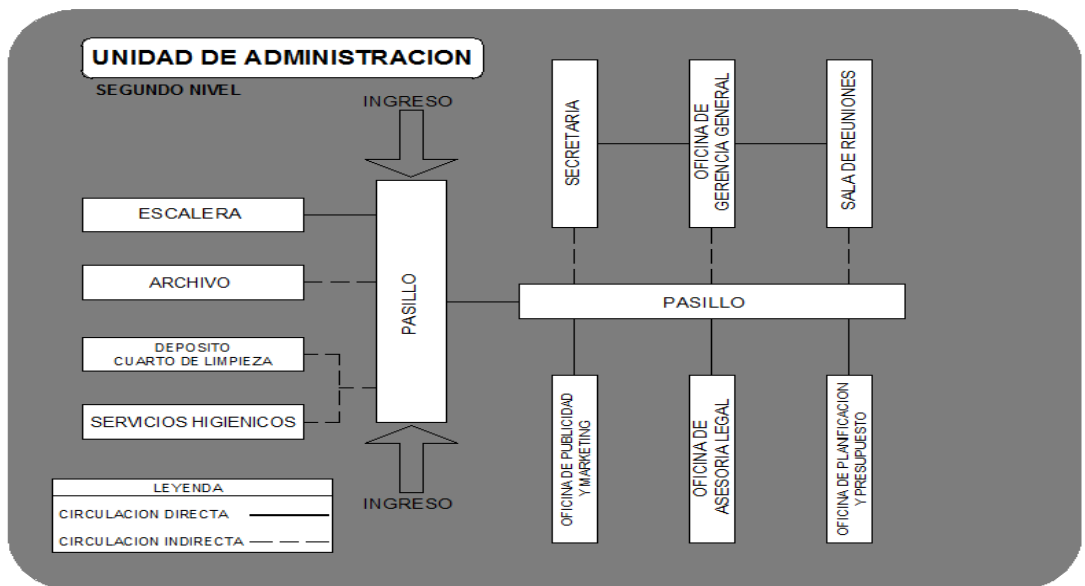 UNIDAD DE ADMINISTRACION
SEGUNDO NIVEL
INGRESO
ESCALERA
ARCHIVO
DEPOSITO
CUARTO DE LIMPIEZA
SERVICIOS HIGIENICOS
PASILLO
INGRESO
SECRETARIA
OFICINA DE
GERENCIA GENERAL
SALA DE REUNIONES
PASILLO
OFICINA DE PUBLICIDAD
Y MARKETING
OFICINA DE
ASESORIA LEGAL
OFICINA DE PLANIFICACION
Y PRESUPUESTO
LEYENDA
CIRCULACION DIRECTA
CIRCULACION INDIRECTA